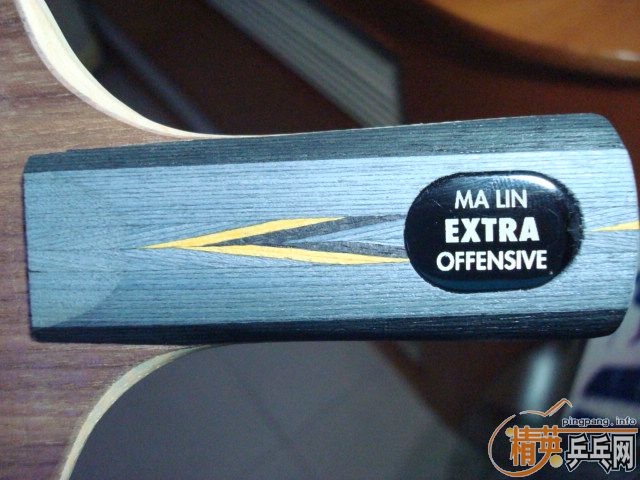 MA LIN
EXTRA
OFFENSIVE
pingpang.info
精英乒乓网